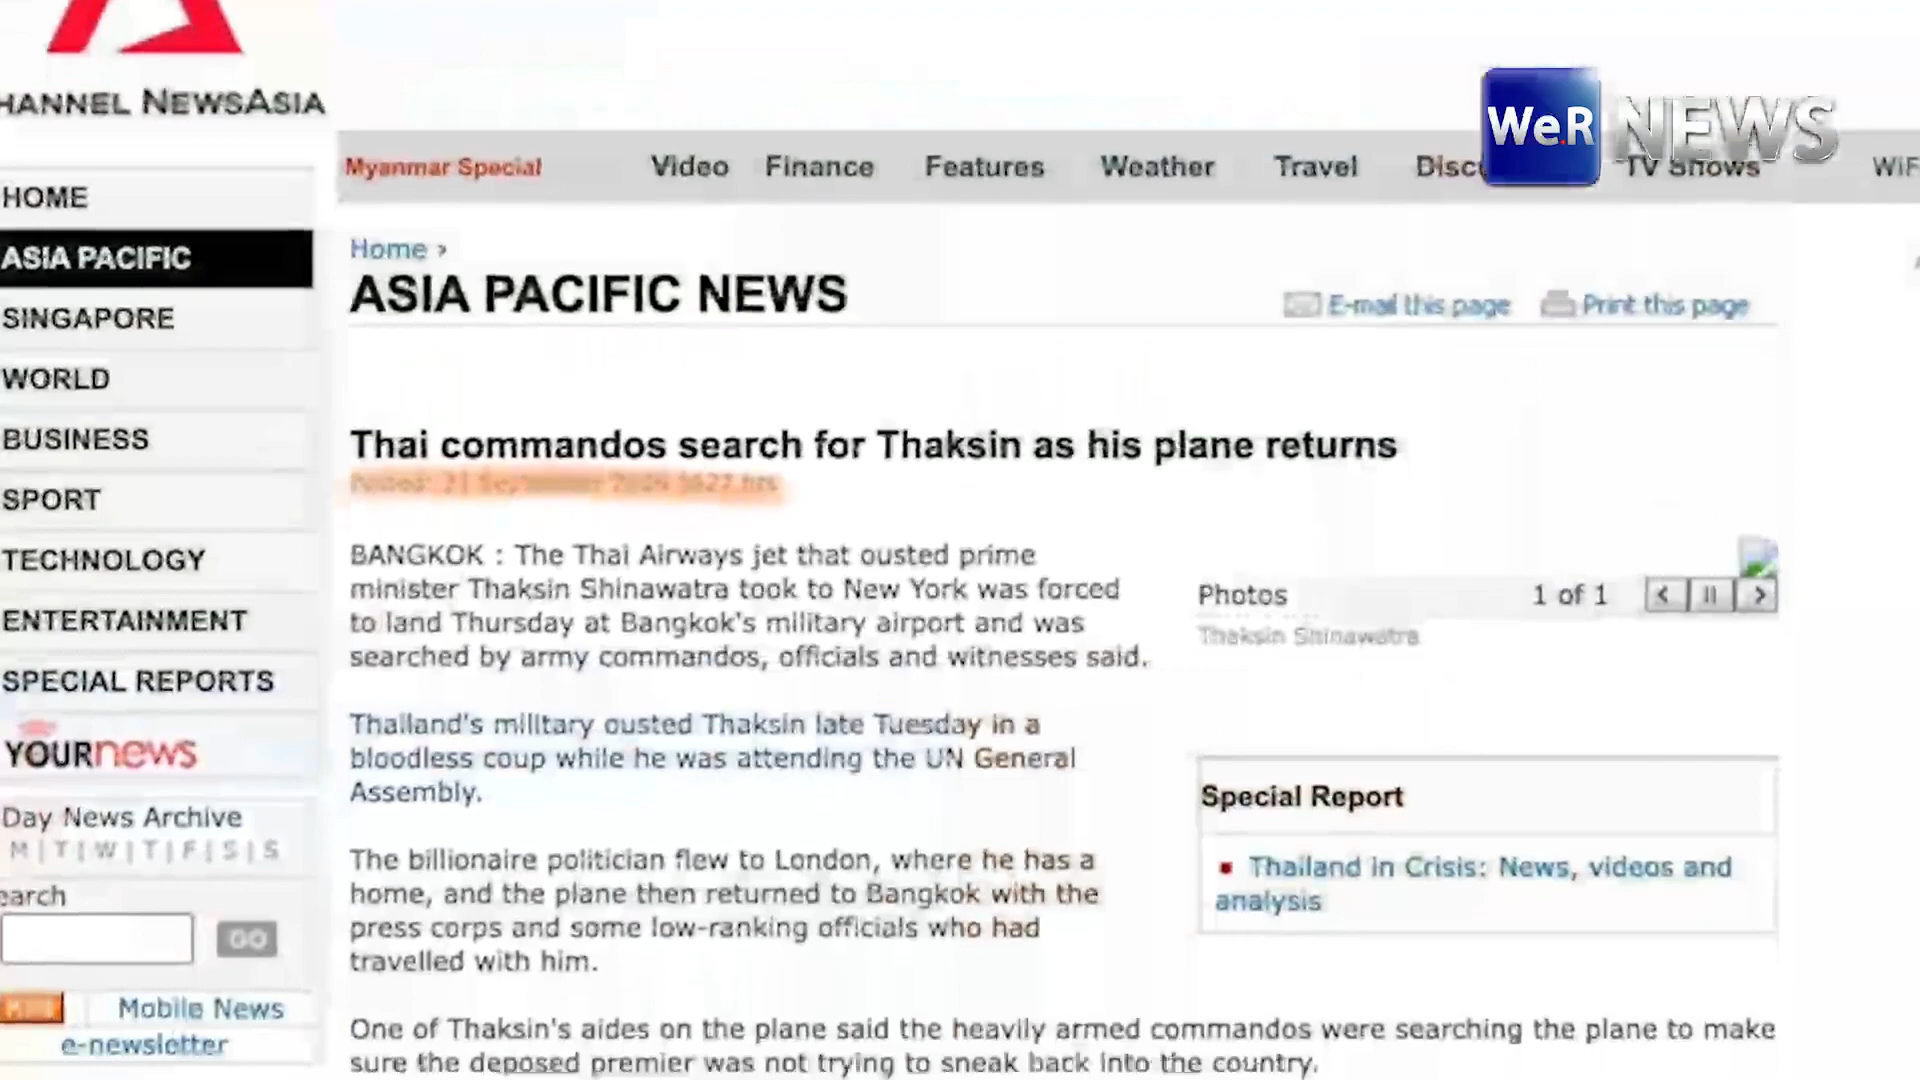 HANNEL NEWSASIA
WeR NEWS
Myanmar Special Video Finance Features Weather Travel Disc TV Shows WiF
HOME
ASIA PACIFIC
SINGAPORE
WORLD
BUSINESS
SPORT
TECHNOLOGY
ENTERTAINMENT
SPECIAL REPORTS
YOURnews
Day News Archive
M | T | W | T | F | S | S
earch
GO
Mobile News
e-newsletter
Home ›
ASIA PACIFIC NEWS
E-mail this page Print this page
Thai commandos search for Thaksin as his plane returns
Posted: 21 September hrs
BANGKOK : The Thai Airways jet that ousted prime
minister Thaksin Shinawatra took to New York was forced
to land Thursday at Bangkok's military airport and was
searched by army commandos, officials and witnesses said.
Thailand's military ousted Thaksin late Tuesday in a
bloodless coup while he was attending the UN General
Assembly.
The billionaire politician flew to London, where he has a
home, and the plane then returned to Bangkok with the
press corps and some low-ranking officials who had
travelled with him.
One of Thaksin's aides on the plane said the heavily armed commandos were searching the plane to make
sure the deposed premier was not trying to sneak back into the country.
Photos 1 of 1
Thaksin Shinawatra
Special Report
Thailand in Crisis: News, videos and
analysis